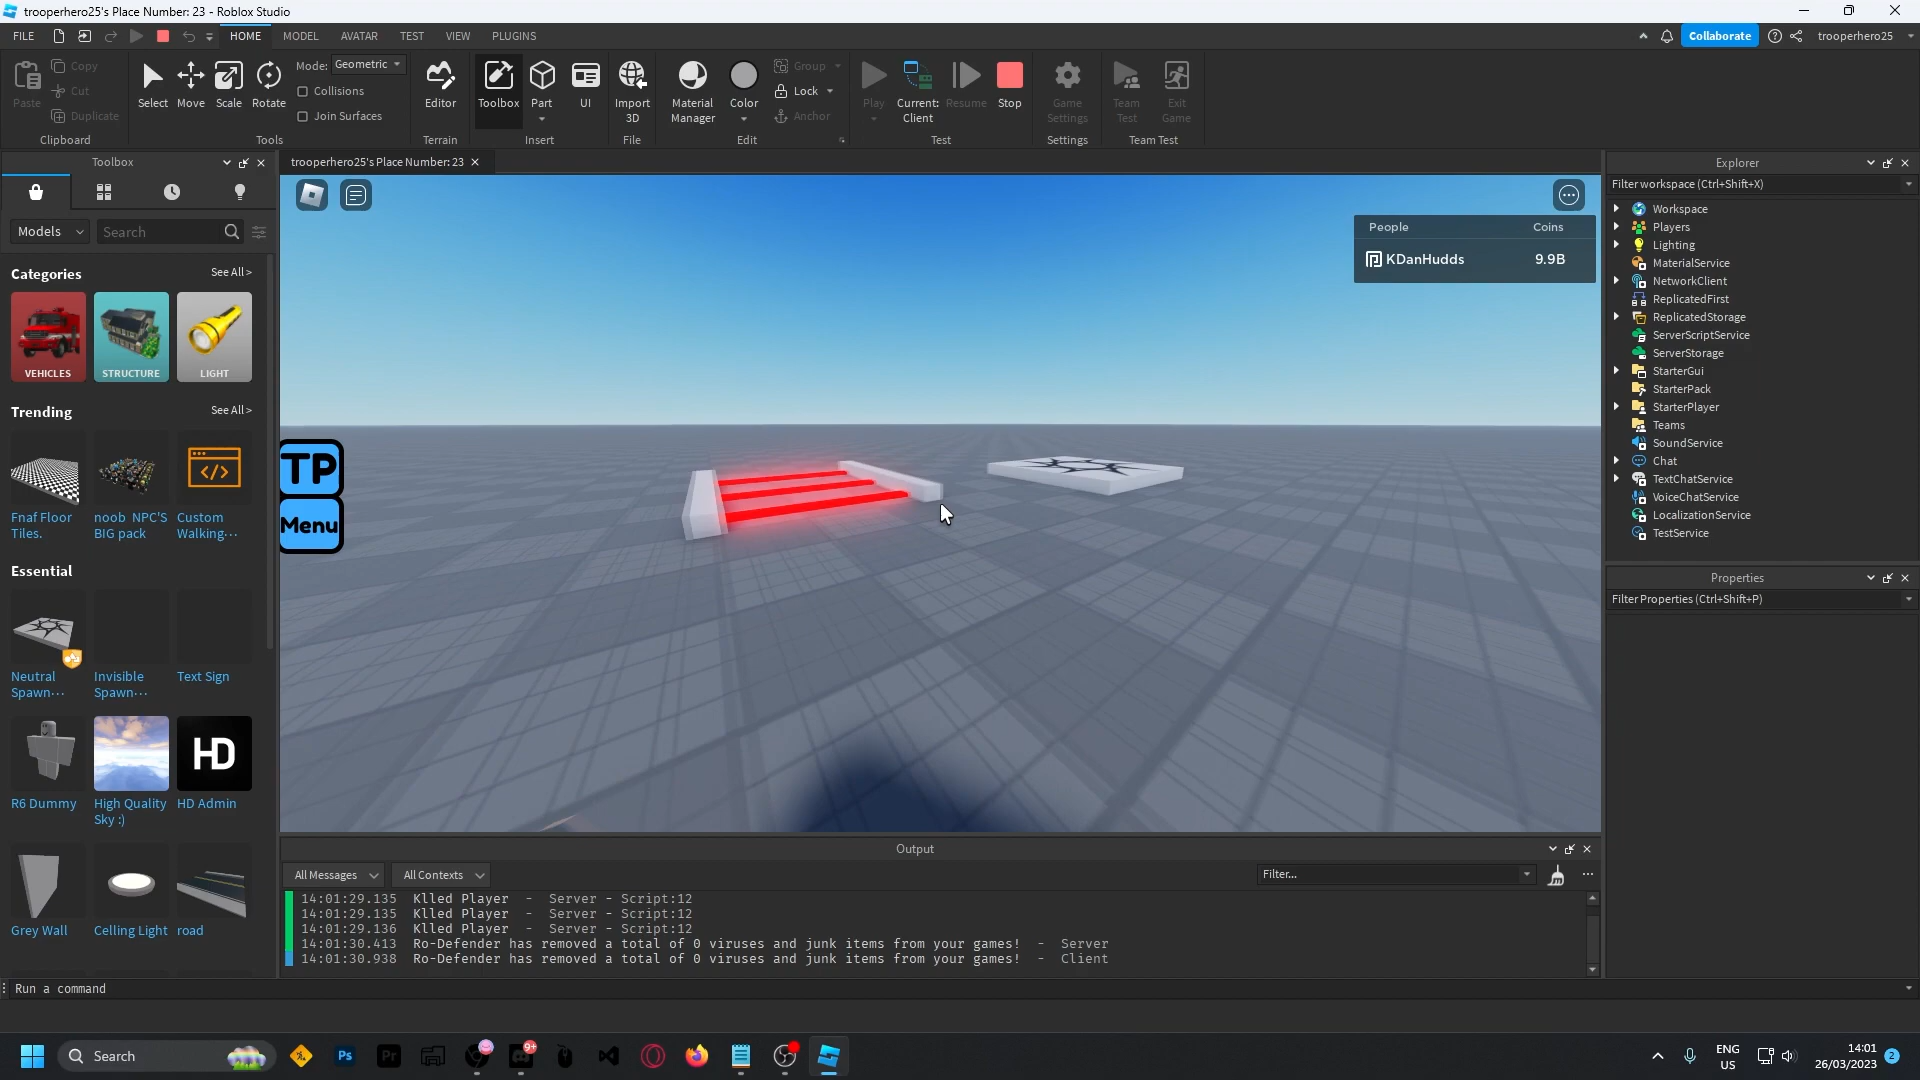 trooperhero25's Place Number: 23 - Roblox Studio
FILE
HOME
MODEL
AVATAR
TEST
VIEW
PLUGINS
Collaborate
trooperhero25
Paste
Copy
Cut
Duplicate
Clipboard
Select
Move
Scale
Rotate
Mode: Geometric
Collisions
Join Surfaces
Tools
Editor
Terrain
Toolbox
Part
UI
Insert
Import
3D
File
Material
Manager
Color
Group
Lock
Anchor
Edit
Play
Current:
Client
Resume
Stop
Test
Game
Settings
Settings
Team
Test
Exit
Game
Team Test
Toolbox
Models
Search
Categories
See All >
VEHICLES
STRUCTURE
LIGHT
Trending
See All >
Fnaf Floor
Tiles.
noob NPC'S
BIG pack
Custom
Walking...
Essential
Neutral
Spawn...
Invisible
Spawn...
Text Sign
R6 Dummy
High Quality
Sky :)
HD
HD Admin
Grey Wall
Celling Light
road
trooperhero25's Place Number: 23
People
Coins
KDanHudds
9.9B
TP
Menu
Output
All Messages
All Contexts
Filter...
14:01:29.135 Klled Player - Server - Script:12
14:01:29.135 Klled Player - Server - Script:12
14:01:29.136 Klled Player - Server - Script:12
14:01:30.413 Ro-Defender has removed a total of 0 viruses and junk items from your games! - Server
14:01:30.938 Ro-Defender has removed a total of 0 viruses and junk items from your games! - Client
Run a command
Explorer
Filter workspace (Ctrl+Shift+X)
Workspace
Players
Lighting
MaterialService
NetworkClient
ReplicatedFirst
ReplicatedStorage
ServerScriptService
ServerStorage
StarterGui
StarterPack
StarterPlayer
Teams
SoundService
Chat
TextChatService
VoiceChatService
LocalizationService
TestService
Properties
Filter Properties (Ctrl+Shift+P)
Search
Ps
Pr
9+
ENG
US
14:01
26/03/2023
2